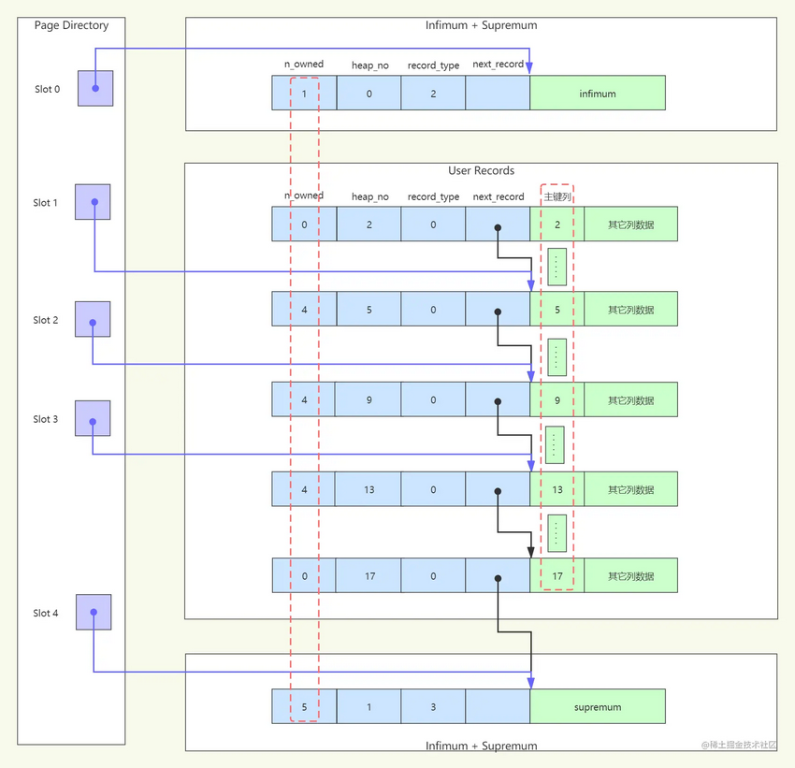 Page Directory
Infimum + Supremum
n_owned heap_no record_type next_record
Slot 0
1 0 2 infimum
User Records
n_owned heap_no record_type next_record 主键列
Slot 1
0 2 0 2 其它列数据
Slot 2
4 5 0 5 其它列数据
4 9 0 9 其它列数据
Slot 3
4 13 0 13 其它列数据
0 17 0 17 其它列数据
Slot 4
5 1 3 supremum
Infimum + Supremum
@稀土掘金技术社区